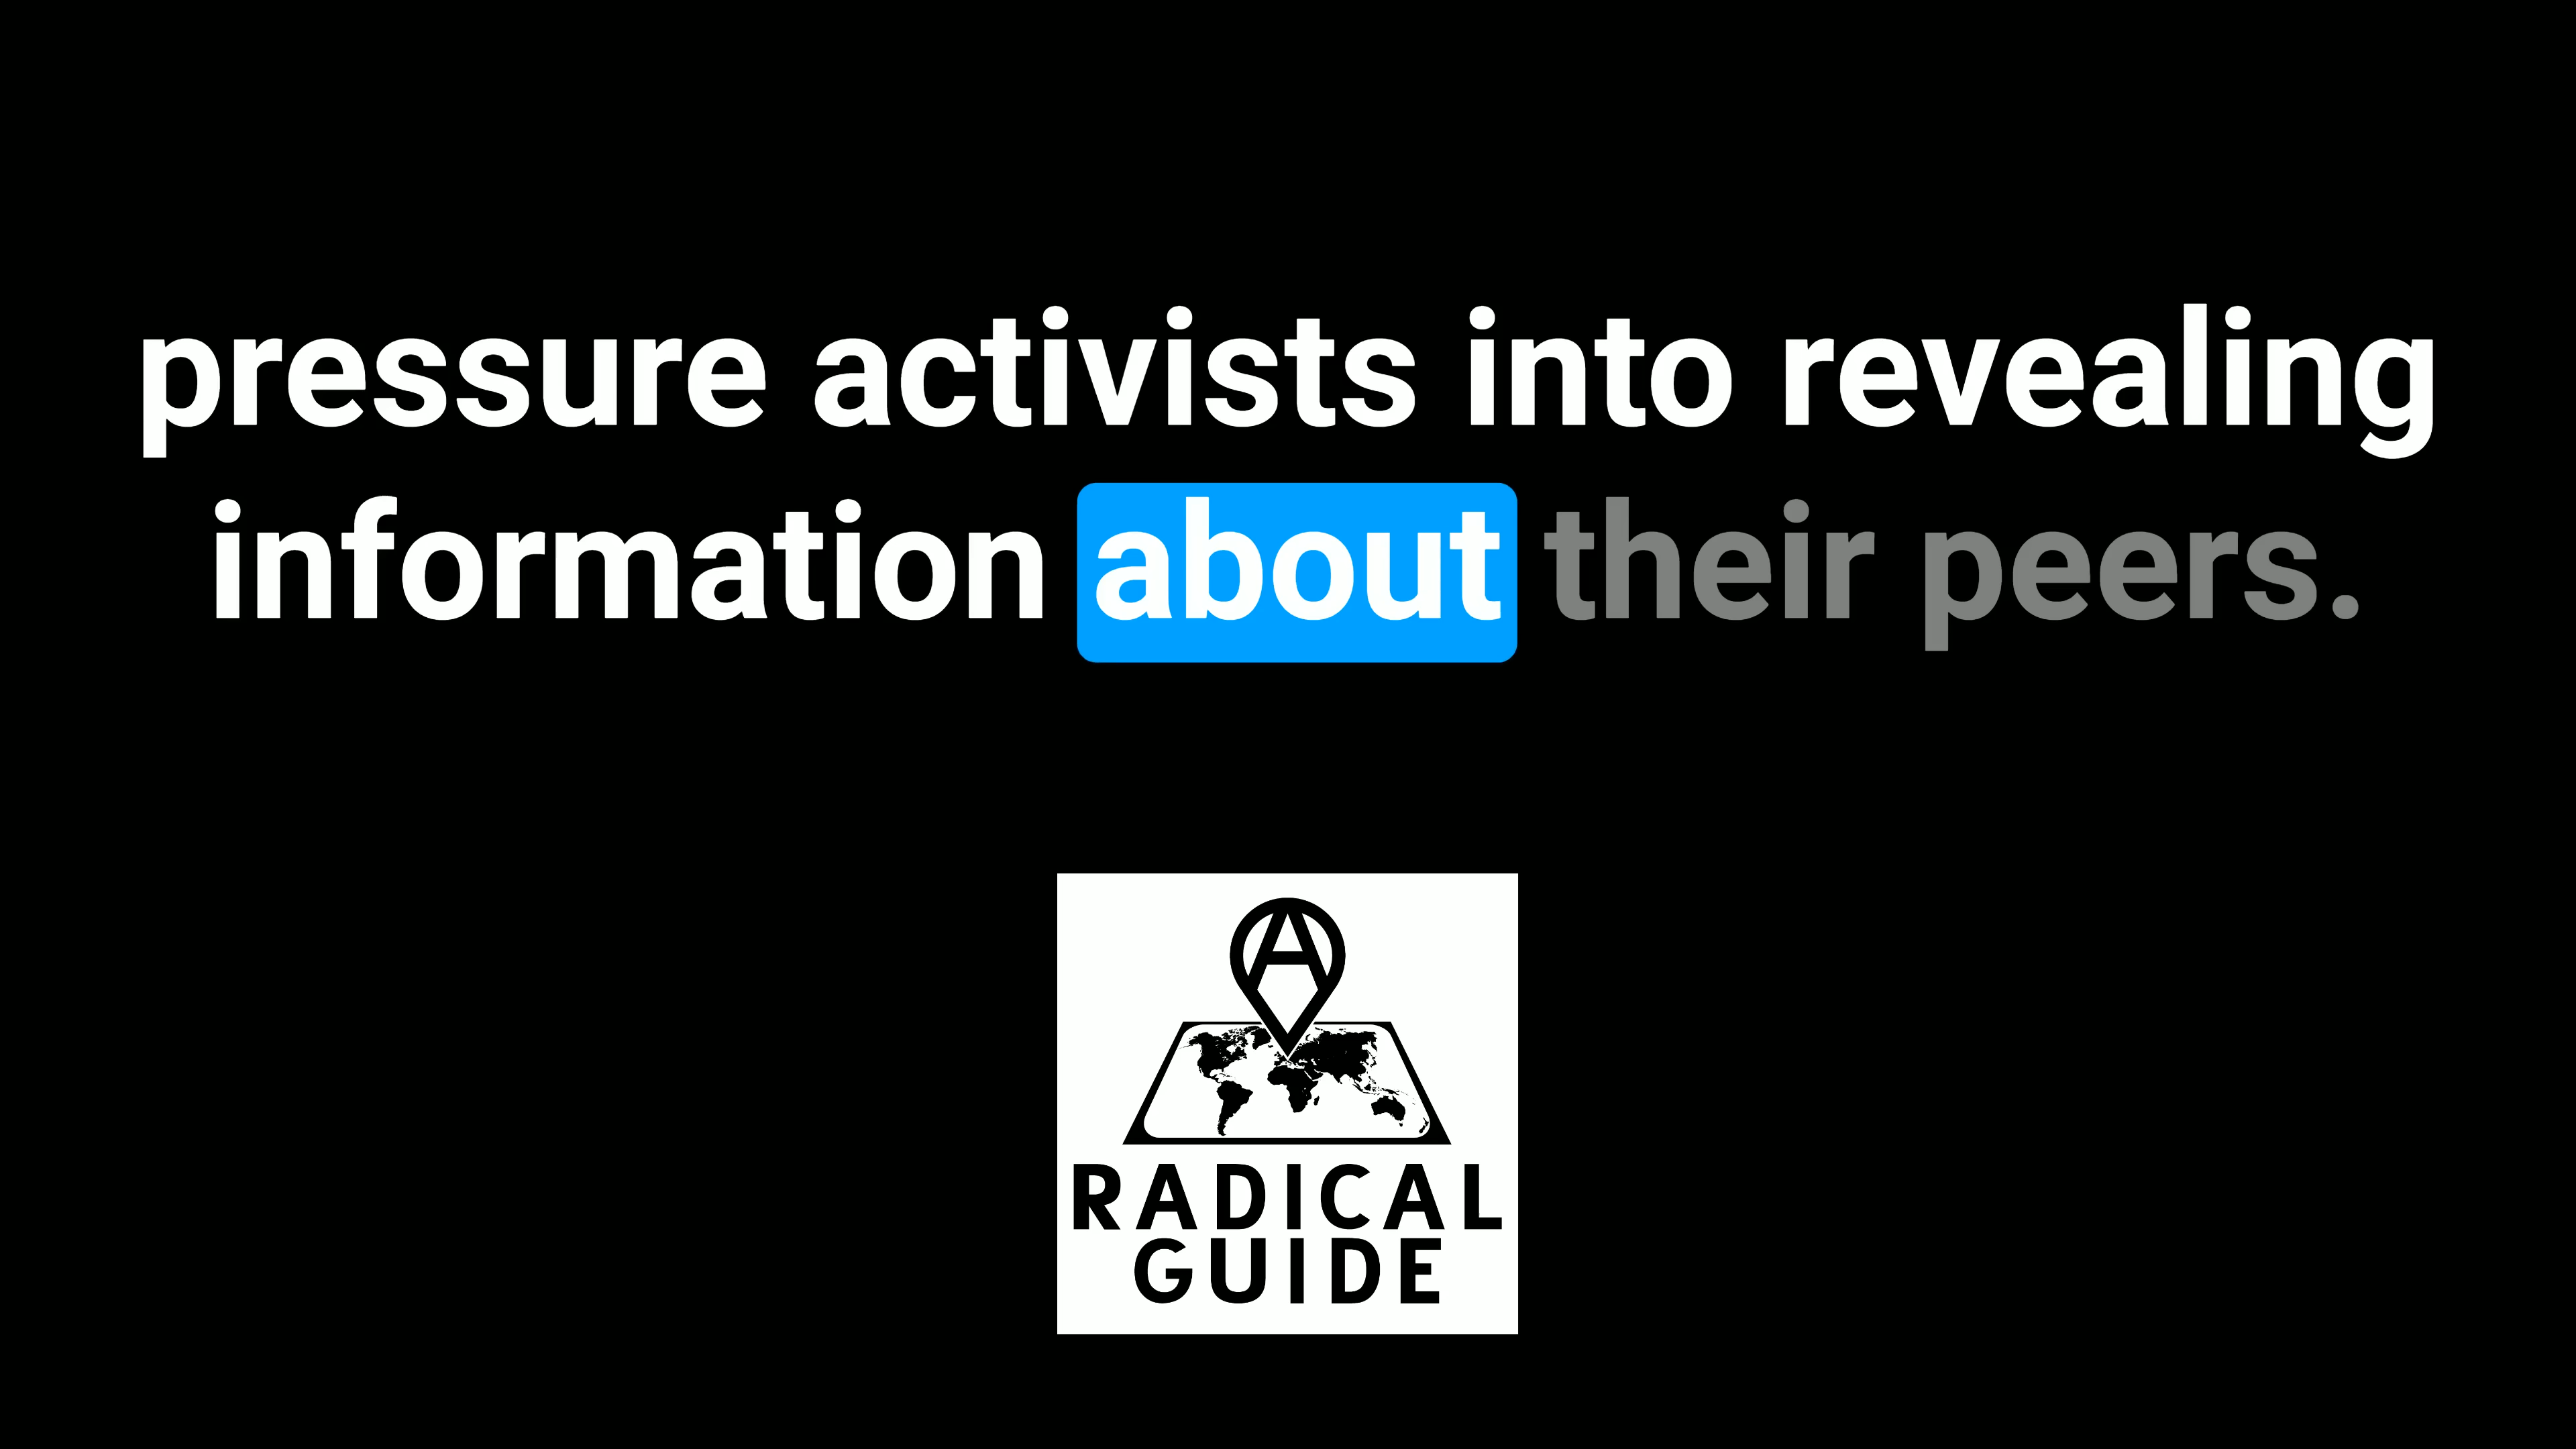 pressure activists into revealing
information about their peers.
A
RADICAL
GUIDE